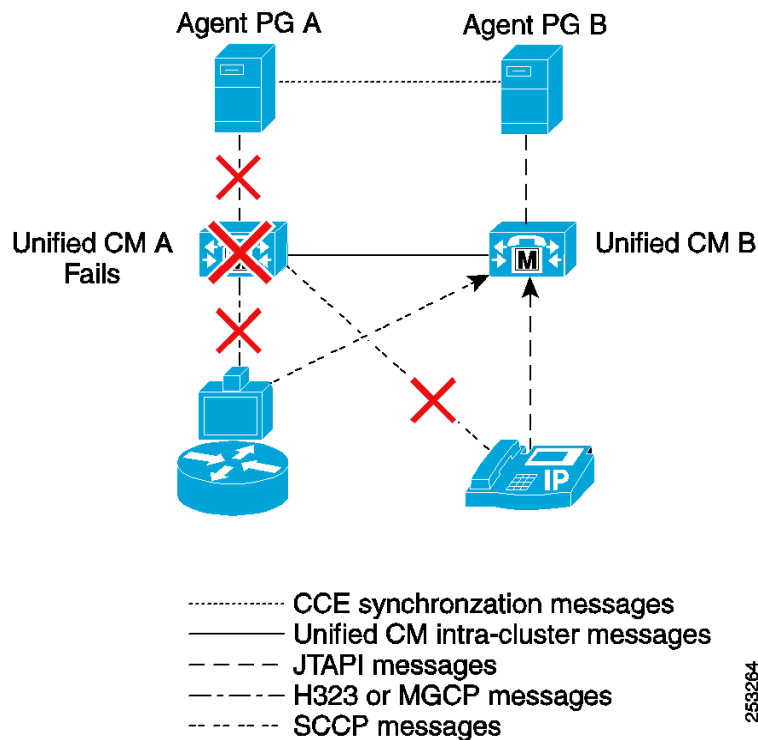 Agent PG A
Agent PG B
Unified CM A
Fails
M
Unified CM B
IP
CCE synchronzation messages
Unified CM intra-cluster messages
JTAPI messages
H323 or MGCP messages
SCCP messages
253264